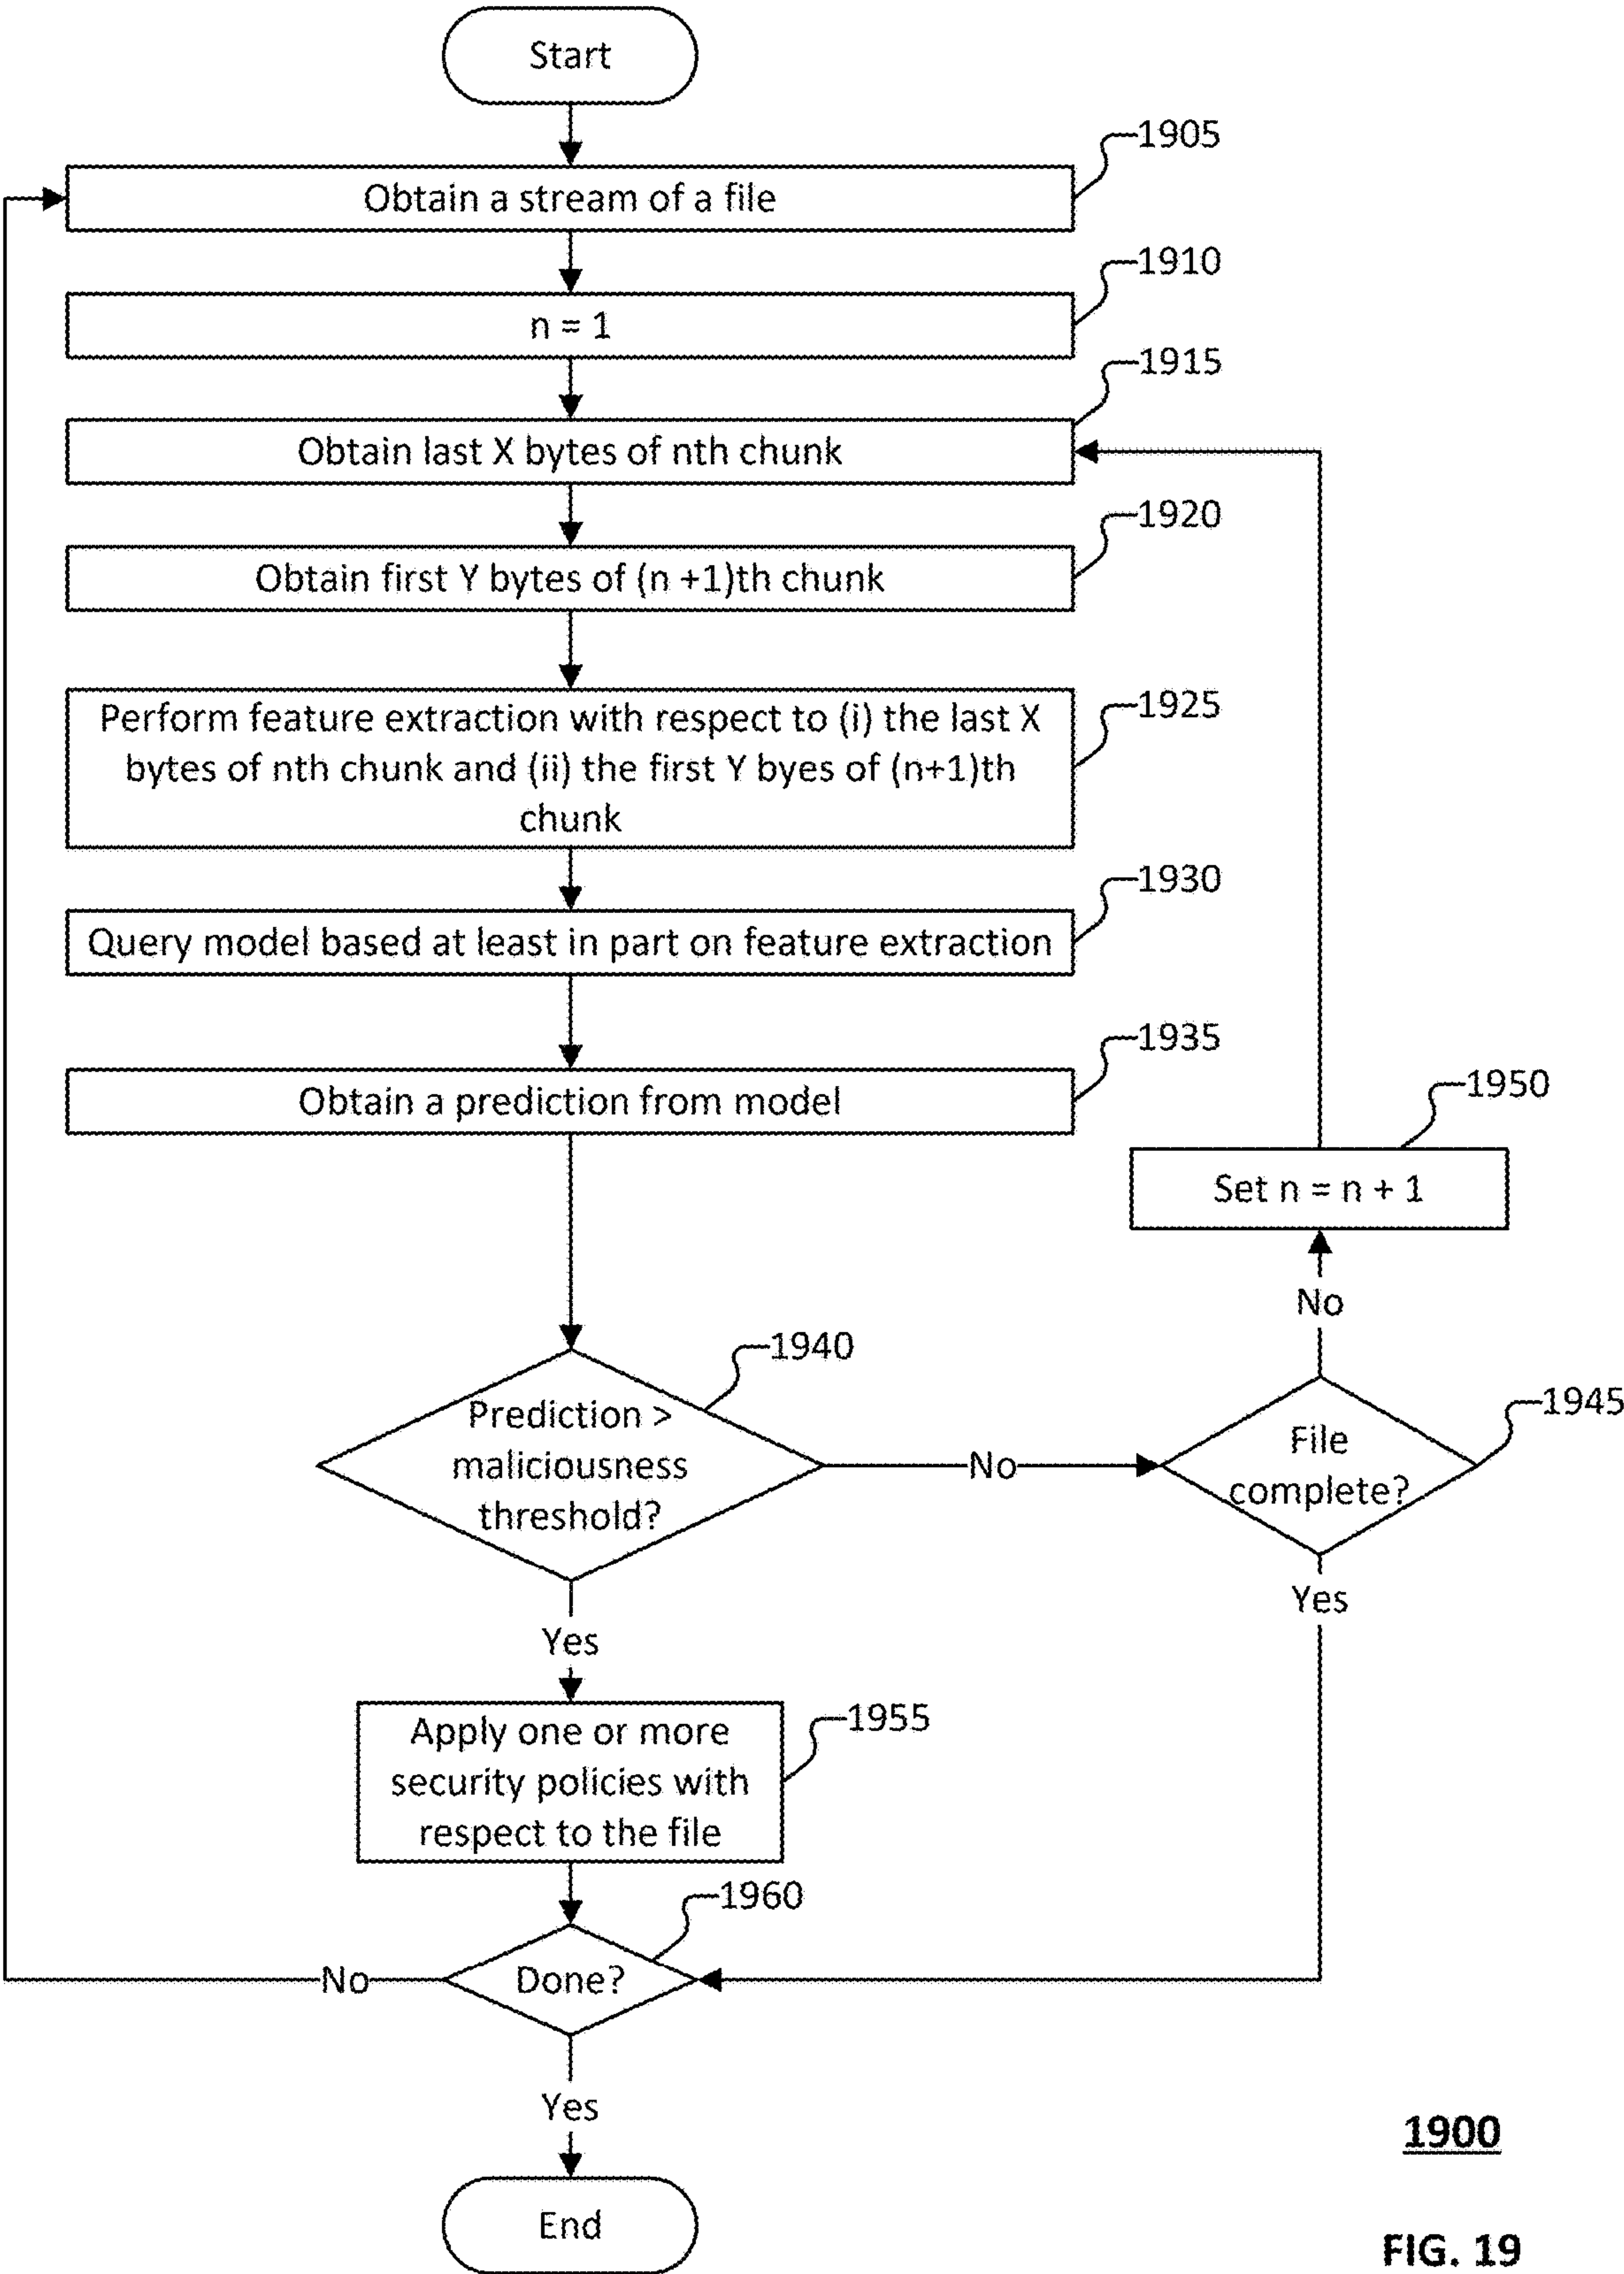 Start
1905
Obtain a stream of a file
1910
n = 1
1915
Obtain last X bytes of nth chunk
1920
Obtain first Y bytes of (n +1)th chunk
1925
Perform feature extraction with respect to (i) the last X
bytes of nth chunk and (ii) the first Y byes of (n+1)th
chunk
1930
Query model based at least in part on feature extraction
1935
Obtain a prediction from model
1950
Set n = n + 1
No
1940
Prediction >
maliciousness
threshold?
No
1945
File
complete?
Yes
Yes
1955
Apply one or more
security policies with
respect to the file
1960
Done?
No
Yes
End
1900
FIG. 19